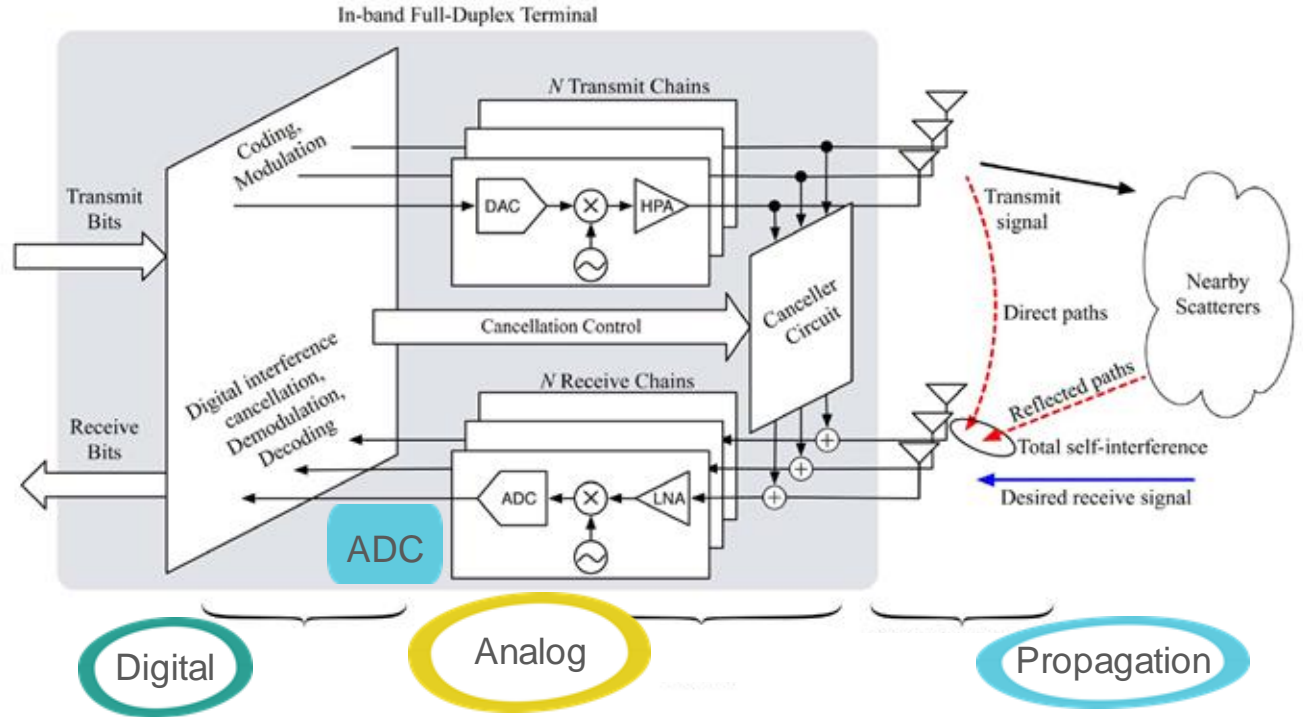 In-band Full-Duplex Terminal
N Transmit Chains
Coding,
Modulation
Transmit
Bits
DAC
HPA
Transmit
signal
Nearby
Scatterers
Direct paths
Canceller
Circuit
Cancellation Control
Digital interference
cancellation,
Demodulation,
Decoding
N Receive Chains
Reflected paths
Receive
Bits
Total self-interference
ADC
LNA
Desired receive signal
ADC
Digital
Analog
Propagation